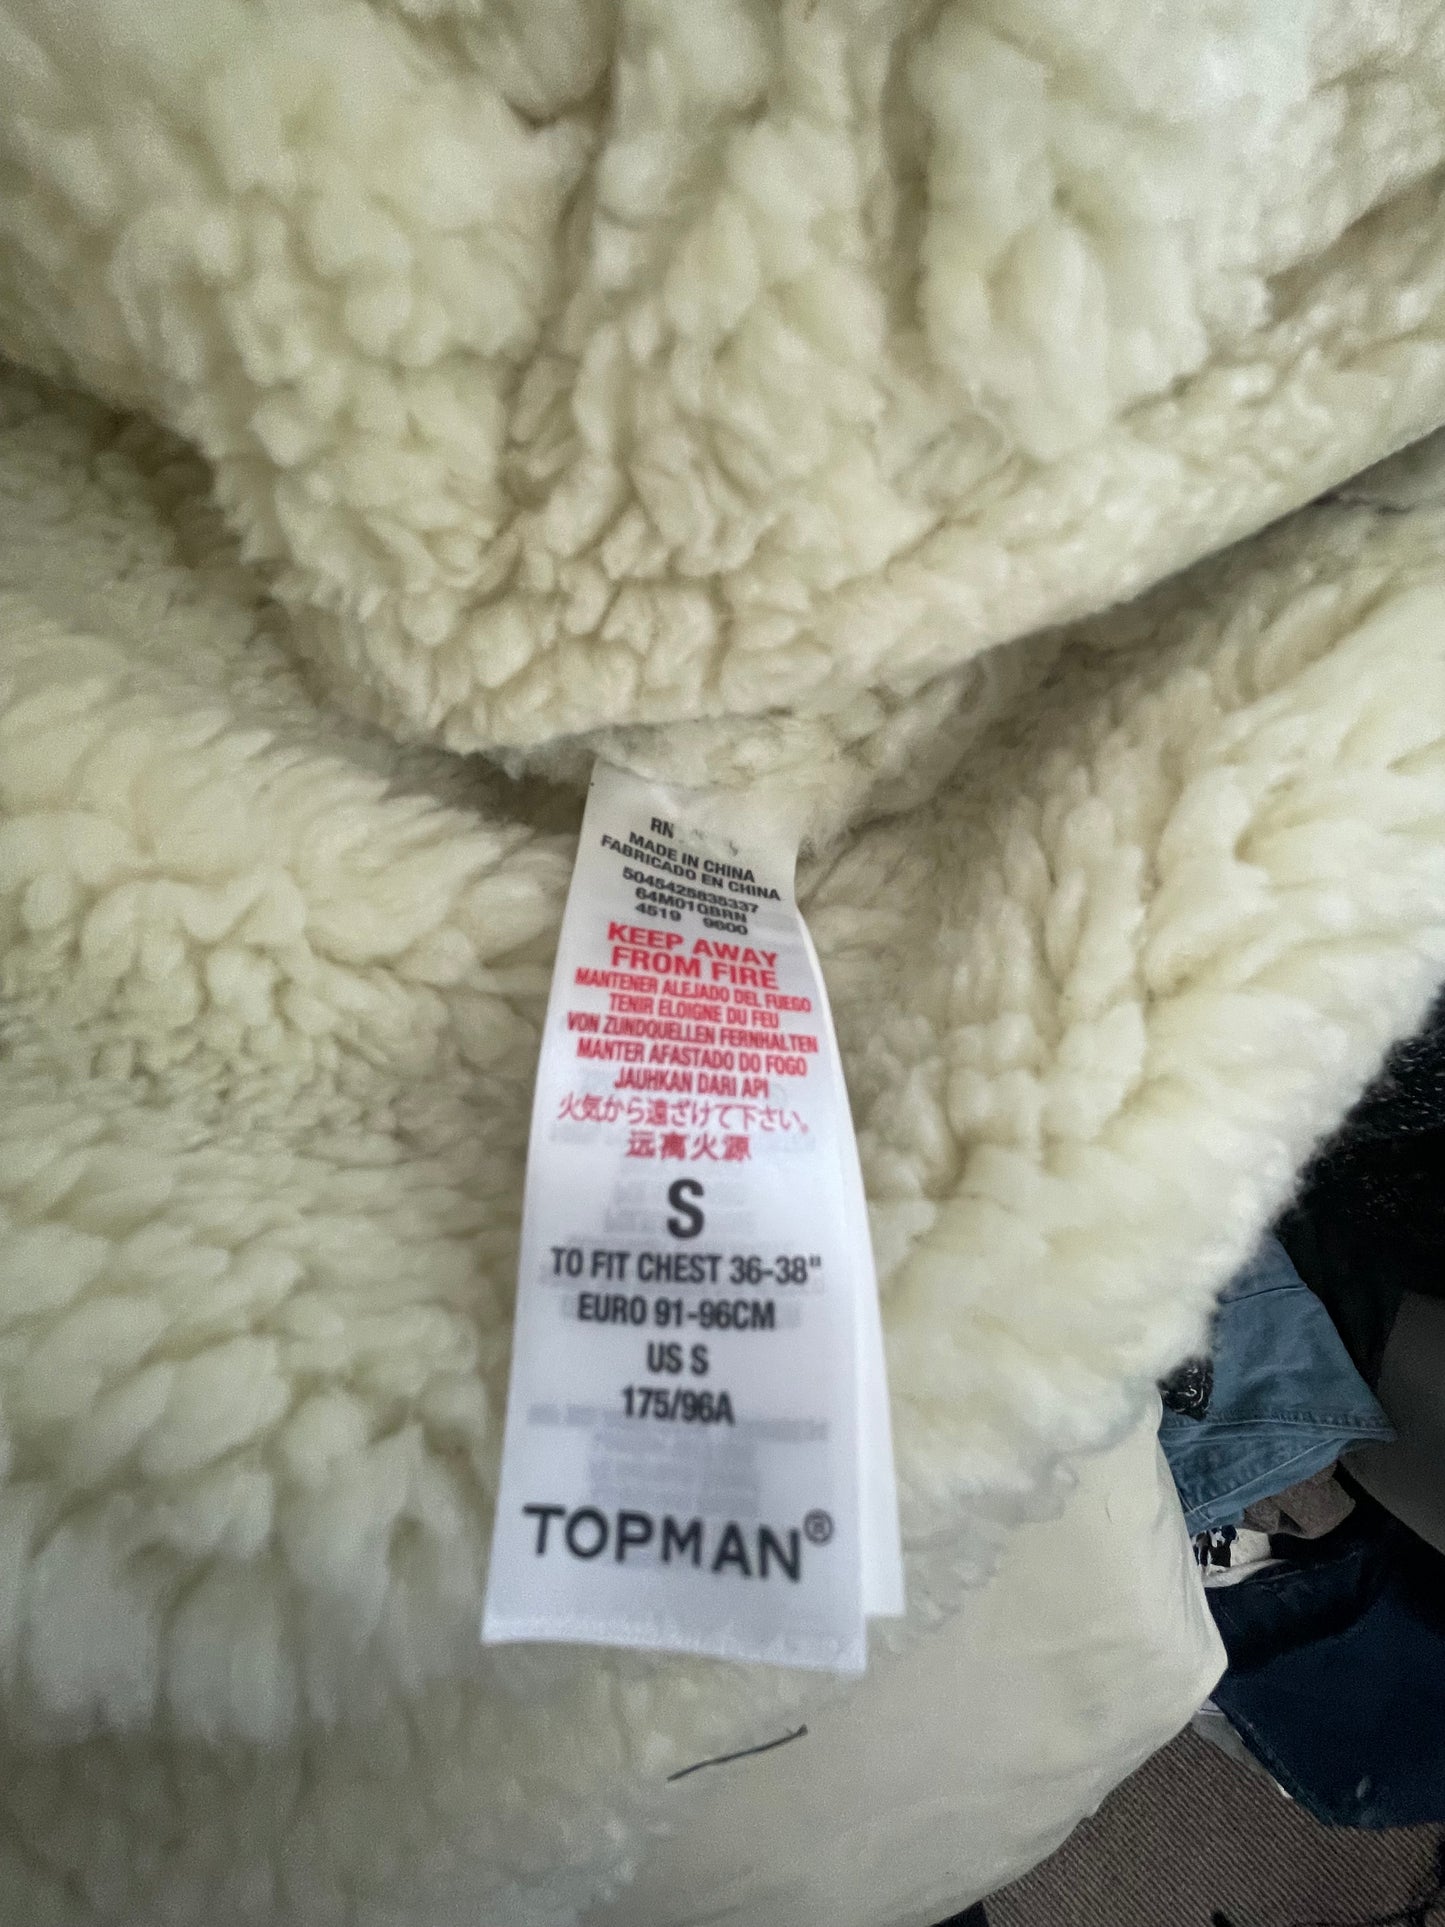 RN
MADE IN CHINA
FABRICADO EN CHINA
5045425835337
64M01QBRN
4519 9600
KEEP AWAY
FROM FIRE
MANTENER ALEJADO DEL FUEGO
TENIR ELOIGNE DU FEU
VON ZUNDQUELLEN FERNHALTEN
MANTER AFASTADO DO FOGO
JAUHKAN DARI API
火気から遠ざけて下さい。
远离火源
S
TO FIT CHEST 36-38"
EURO 91-96CM
US S
175/96A
TOPMAN®